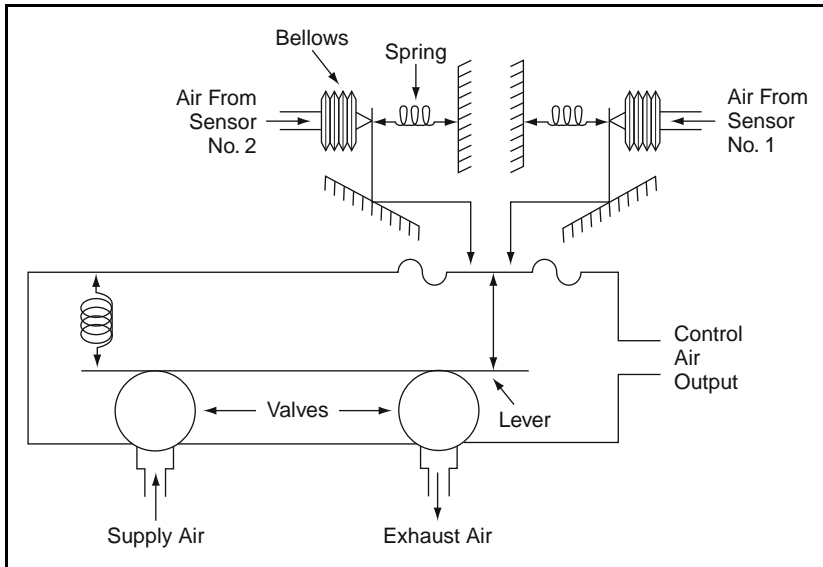 Bellows
Spring
Air From
Sensor
No. 2
Air From
Sensor
No. 1
Control
Air
Output
Valves
Lever
Supply Air
Exhaust Air